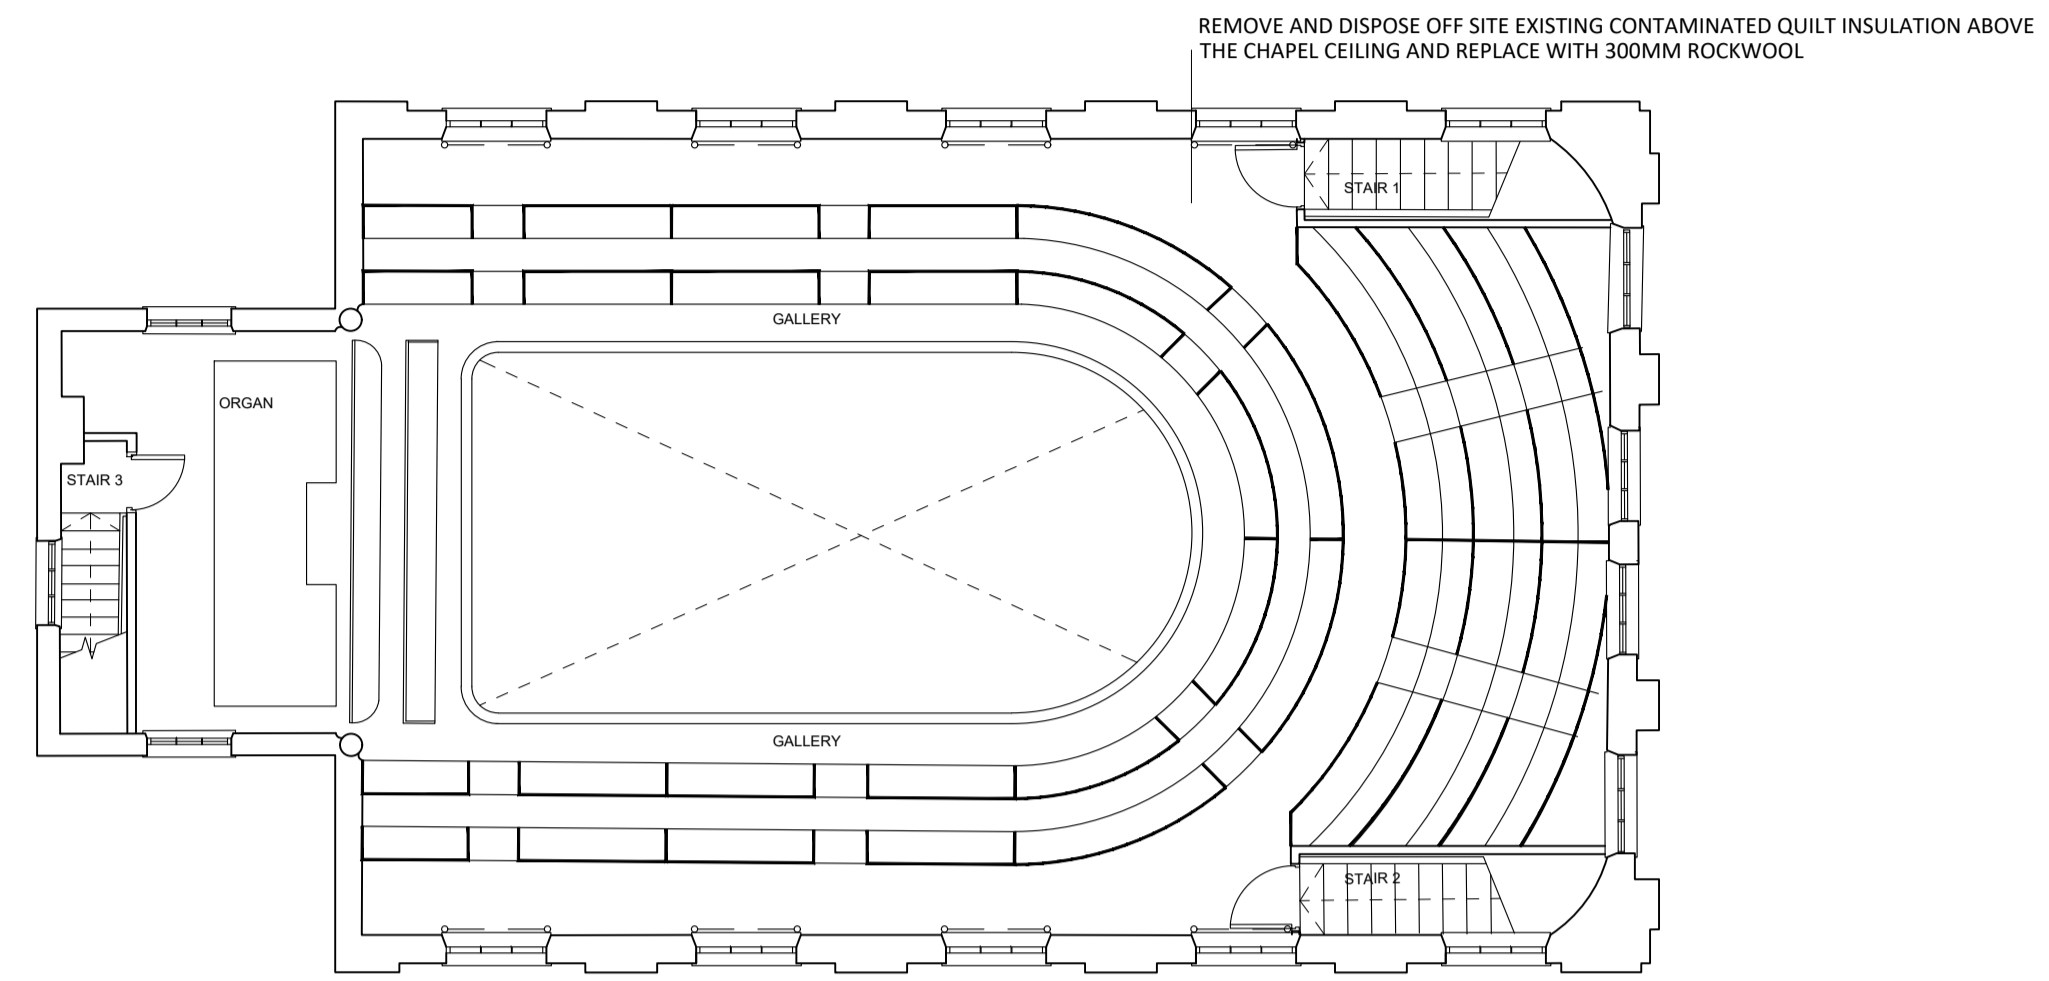 REMOVE AND DISPOSE OFF SITE EXISTING CONTAMINATED QUILT INSULATION ABOVE
THE CHAPEL CEILING AND REPLACE WITH 300MM ROCKWOOL
STAIR 1
GALLERY
ORGAN
STAIR 3
GALLERY
STAIR 2